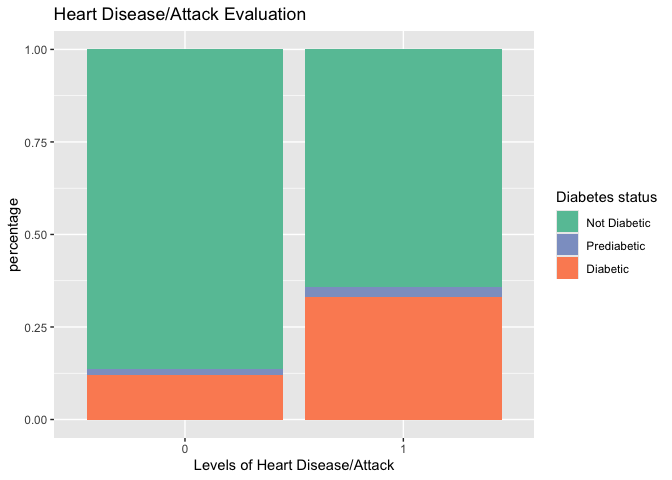 Heart Disease/Attack Evaluation
1.00
0.75
0.50
0.25
0.00
percentage
0
1
Levels of Heart Disease/Attack
Diabetes status
Not Diabetic
Prediabetic
Diabetic